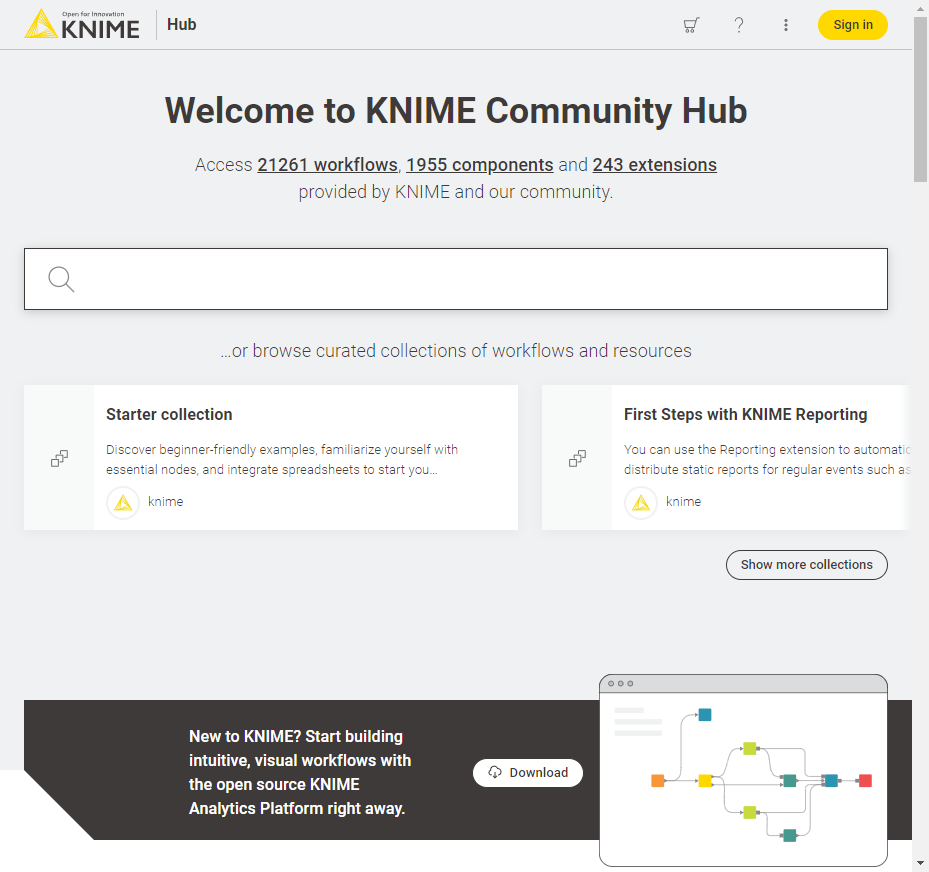 Open for Innovation
KNIME
Hub
Sign in
Welcome to KNIME Community Hub
Access 21261 workflows, 1955 components and 243 extensions
provided by KNIME and our community.
...or browse curated collections of workflows and resources
Starter collection
Discover beginner-friendly examples, familiarize yourself with
essential nodes, and integrate spreadsheets to start you...
knime
First Steps with KNIME Reporting
You can use the Reporting extension to automatic
distribute static reports for regular events such as
knime
Show more collections
New to KNIME? Start building
intuitive, visual workflows with
the open source KNIME
Analytics Platform right away.
Download